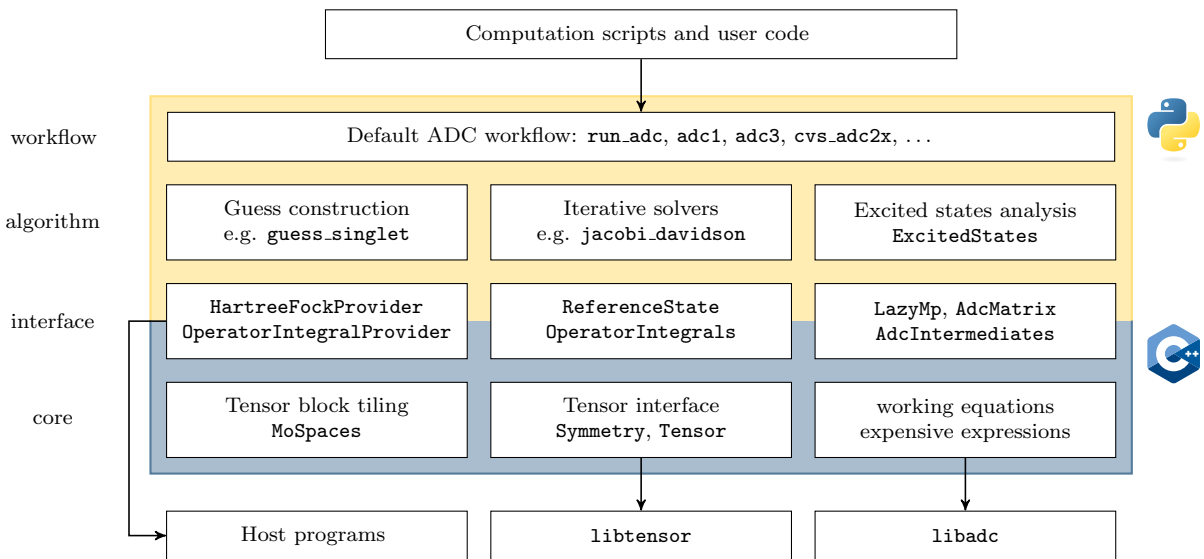 Computation scripts and user code
workflow
Default ADC workflow: run_adc, adc1, adc3, cvs_adc2x, ...
algorithm
Guess construction
e.g. guess_singlet
Iterative solvers
e.g. jacobi_davidson
Excited states analysis
ExcitedStates
interface
HartreeFockProvider
OperatorIntegralProvider
ReferenceState
OperatorIntegrals
LazyMp, AdcMatrix
AdcIntermediates
C++
core
Tensor block tiling
MoSpaces
Tensor interface
Symmetry, Tensor
working equations
expensive expressions
Host programs
libtensor
libadc